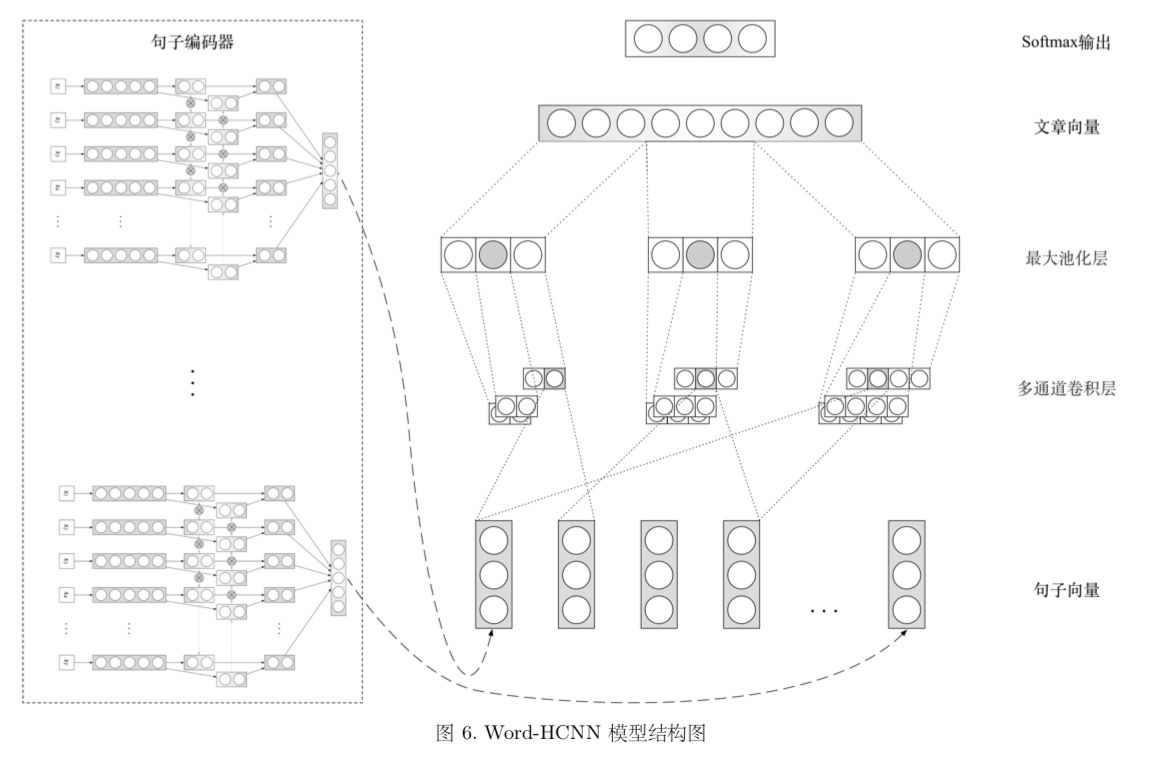 句子编码器
Softmax输出
文章向量
最大池化层
多通道卷积层
句子向量
...
图 6. Word-HCNN 模型结构图